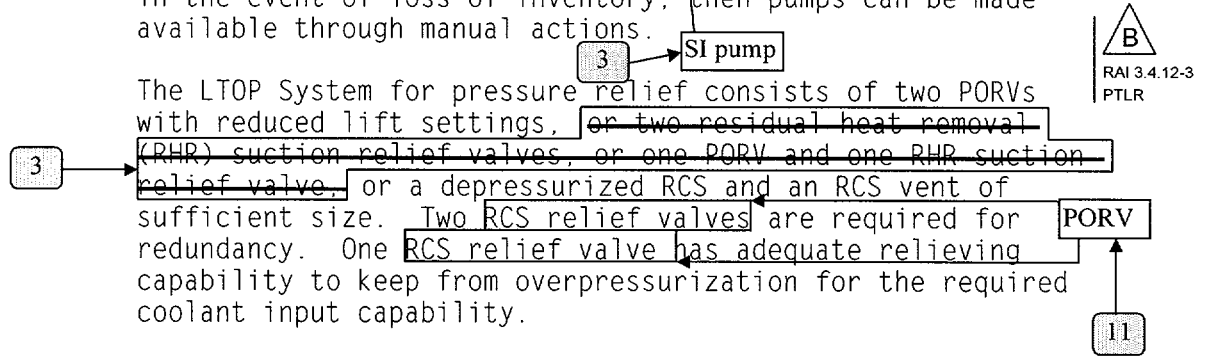 In the event of loss of inventory, then pumps can be made
available through manual actions.
SI pump
3
B
RAI 3.4.12-3
PTLR
The LTOP System for pressure relief consists of two PORVs
with reduced lift settings, or two residual heat removal
(RHR) suction relief valves, or one PORV and one RHR suction
relief valve, or a depressurized RCS and an RCS vent of
3
sufficient size. Two RCS relief valves are required for
PORV
redundancy. One RCS relief valve has adequate relieving
capability to keep from overpressurization for the required
coolant input capability.
11